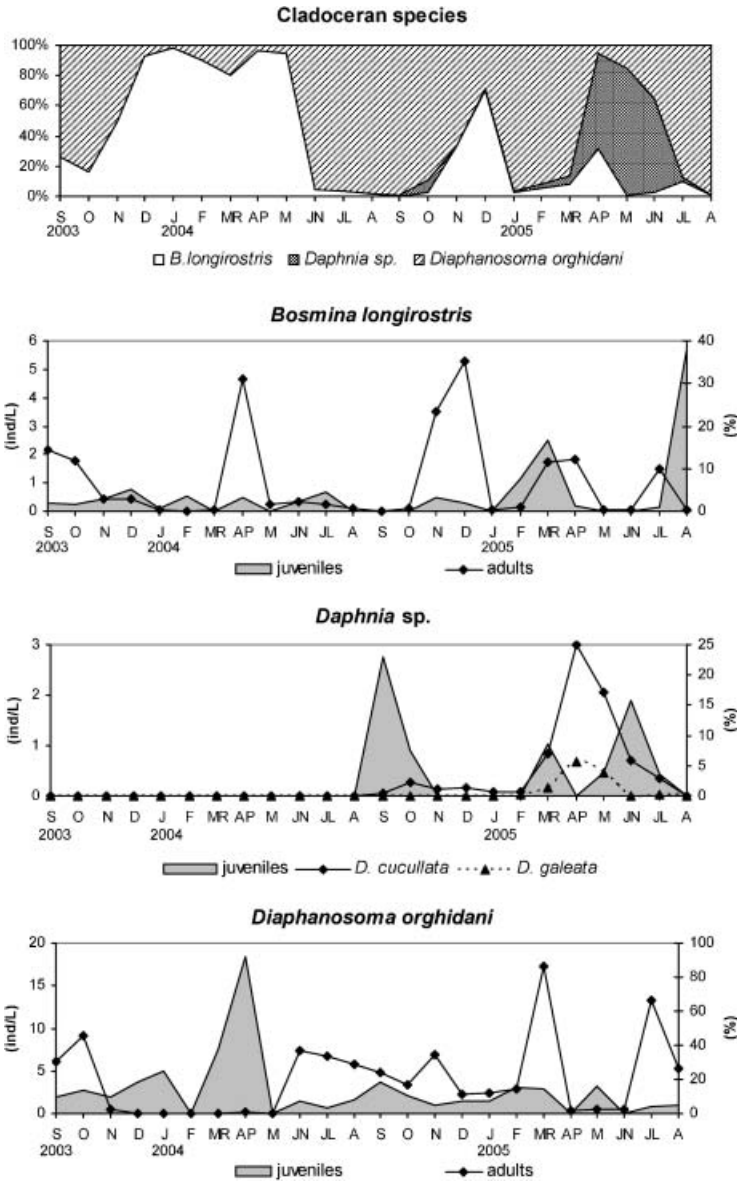 Cladoceran species
100%
80%
60%
40%
20%
0%
S O N D J F MR AP M JN JL A S O N D J F MR AP M JN JL A
2003 2004 2005
B.longirostris Daphnia sp. Diaphanosoma orghidani
Bosmina longirostris
6 40
5
30
4
(ind/L) 3 20 (%)
2
10
1
0 0
S O N D J F MR AP M JN JL A S O N D J F MR AP M JN JL A
2003 2004 2005
juveniles adults
Daphnia sp.
3 25
20
2
15
(ind/L) (%)
10
1
5
0 0
S O N D J F MR AP M JN JL A S O N D J F MR AP M JN JL A
2003 2004 2005
juveniles D. cucullata D. galeata
Diaphanosoma orghidani
20 100
80
15
60
(ind/L) 10 (%)
40
5
20
0 0
S O N D J F MR AP M JN JL A S O N D J F MR AP M JN JL A
2003 2004 2005
juveniles adults